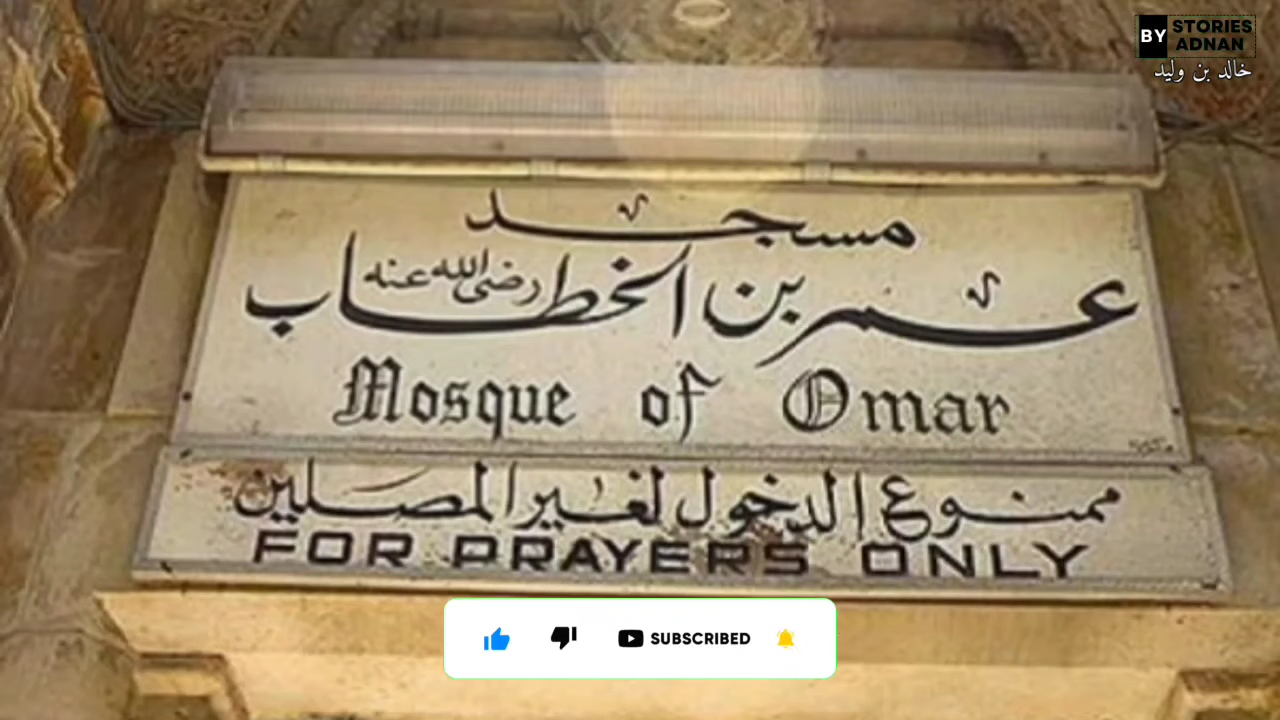 BY STORIES
ADNAN
خالد بن وليد
مسجد
عمر بن الخطاب رضى الله عنه
Mosque of Omar
ممنوع الدخول لغير المصلين
FOR PRAYERS ONLY
SUBSCRIBED